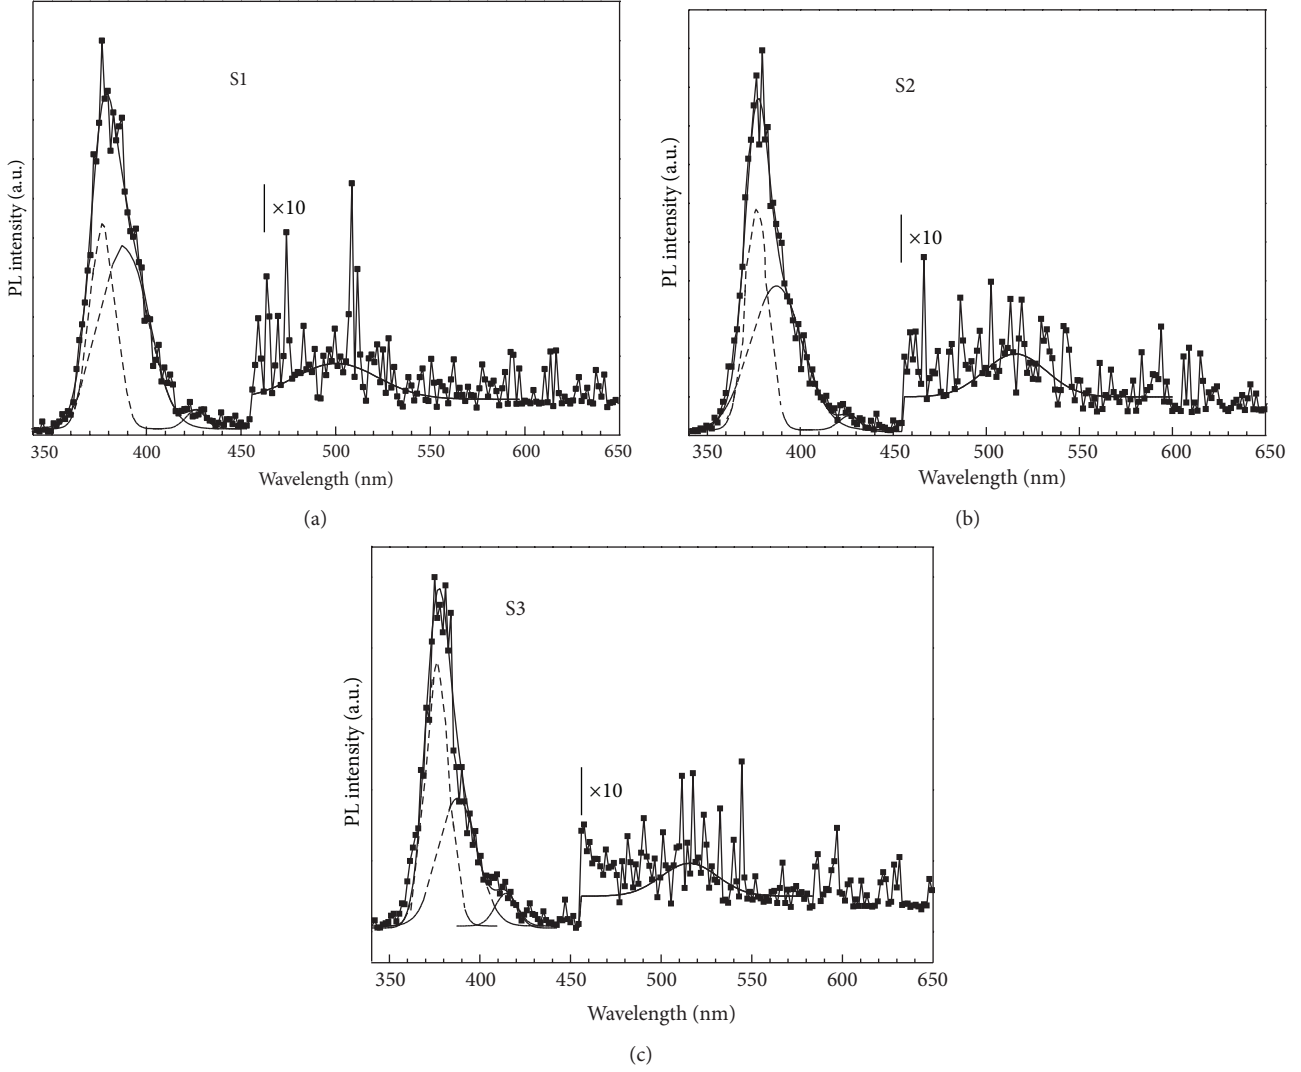 S1
PL intensity (a.u.)
×10
350 400 450 500 550 600 650
Wavelength (nm)
(a)
S2
PL intensity (a.u.)
×10
350 400 450 500 550 600 650
Wavelength (nm)
(b)
S3
PL intensity (a.u.)
×10
350 400 450 500 550 600 650
Wavelength (nm)
(c)